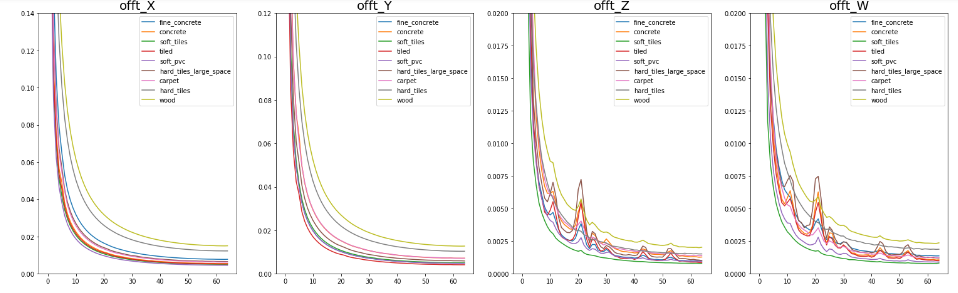 offt_X
0.14
0.12
0.10
0.08
0.06
0.04
0.02
0.00
0 10 20 30 40 50 60
fine_concrete
concrete
soft_tiles
tiled
soft_pvc
hard_tiles_large_space
carpet
hard_tiles
wood
offt_Y
0.12
0.10
0.08
0.06
0.04
0.02
0.00
0 10 20 30 40 50 60
fine_concrete
concrete
soft_tiles
tiled
soft_pvc
hard_tiles_large_space
carpet
hard_tiles
wood
offt_Z
0.0200
0.0175
0.0150
0.0125
0.0100
0.0075
0.0050
0.0025
0.0000
0 10 20 30 40 50 60
fine_concrete
concrete
soft_tiles
tiled
soft_pvc
hard_tiles_large_space
carpet
hard_tiles
wood
offt_W
0.0200
0.0175
0.0150
0.0125
0.0100
0.0075
0.0050
0.0025
0.0000
0 10 20 30 40 50 60
fine_concrete
concrete
soft_tiles
tiled
soft_pvc
hard_tiles_large_space
carpet
hard_tiles
wood